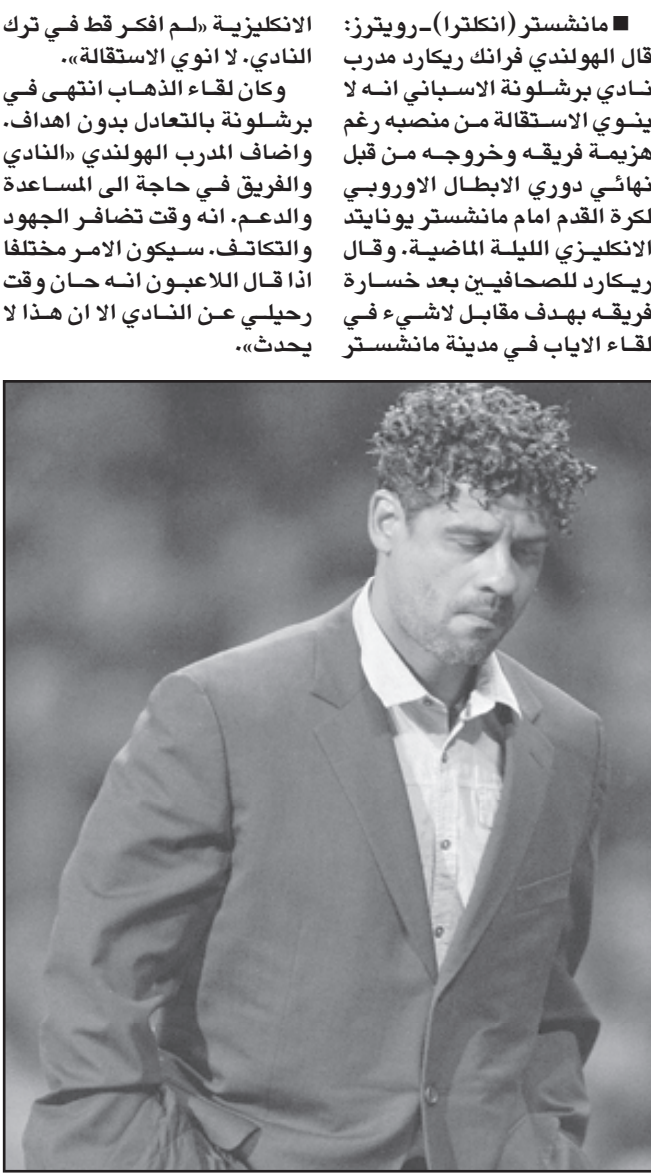 ■ مانشستر (انكلترا) ـ رويترز:
قال الهولندي فرانك ريكارد مدرب
نادي برشلونة الاسباني انه لا
ينوي الاستقالة من منصبه رغم
هزيمة فريقه وخروجه من قبل
نهائي دوري الابطال الاوروبي
لكرة القدم امام مانشستر يونايتد
الانكليزي الليلة الماضية. وقال
ريكارد للصحافيين بعد خسارة
فريقه بهدف مقابل لاشيء في
لقاء الاياب في مدينة مانشستر
الانكليزية «لم افكر قط في ترك
النادي. لا انوي الاستقالة».
وكان لقاء الذهاب انتهى في
برشلونة بالتعادل بدون اهداف.
واضاف المدرب الهولندي «النادي
والفريق في حاجة الى المساعدة
والدعم. انه وقت تضافر الجهود
والتكاتف. سيكون الامر مختلفا
اذا قال اللاعبون انه حان وقت
رحيلي عن النادي الا ان هذا لا
يحدث».